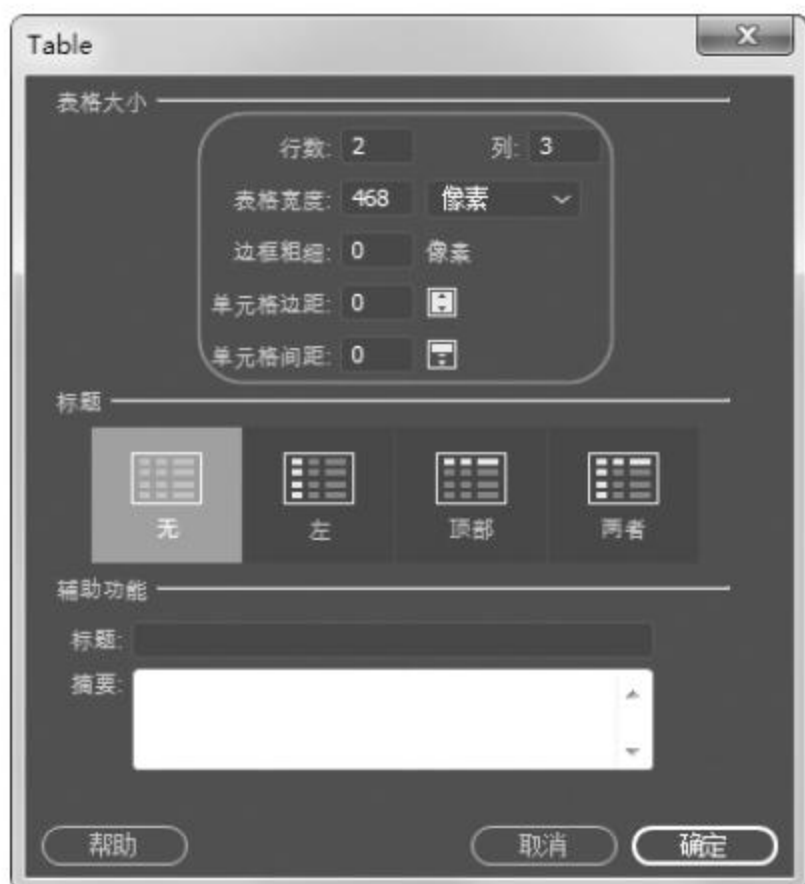 Table
表格大小
行数: 2 列: 3
表格宽度: 468 像素
边框粗细: 0 像素
单元格边距: 0
单元格间距: 0
标题
无 左 顶部 两者
辅助功能
标题:
摘要:
帮助 取消 确定